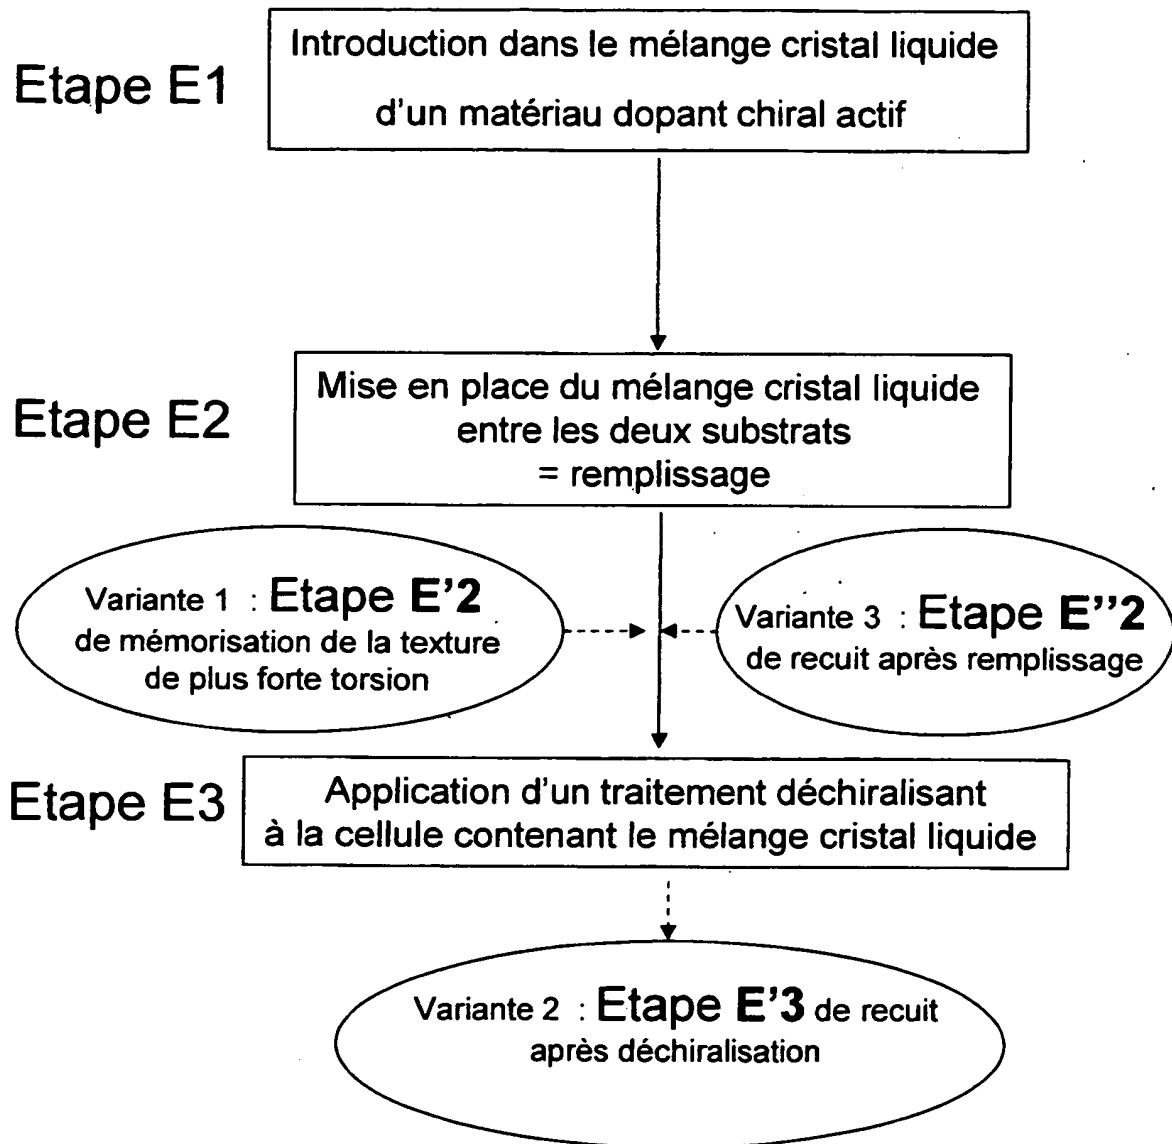 Etape E1
Introduction dans le mélange cristal liquide
d'un matériau dopant chiral actif
Etape E2
Mise en place du mélange cristal liquide
entre les deux substrats
= remplissage
Variante 1 : Etape E'2
de mémorisation de la texture
de plus forte torsion
Variante 3 : Etape E''2
de recuit après remplissage
Etape E3
Application d'un traitement déchiralisant
à la cellule contenant le mélange cristal liquide
Variante 2 : Etape E'3 de recuit
après déchiralisation